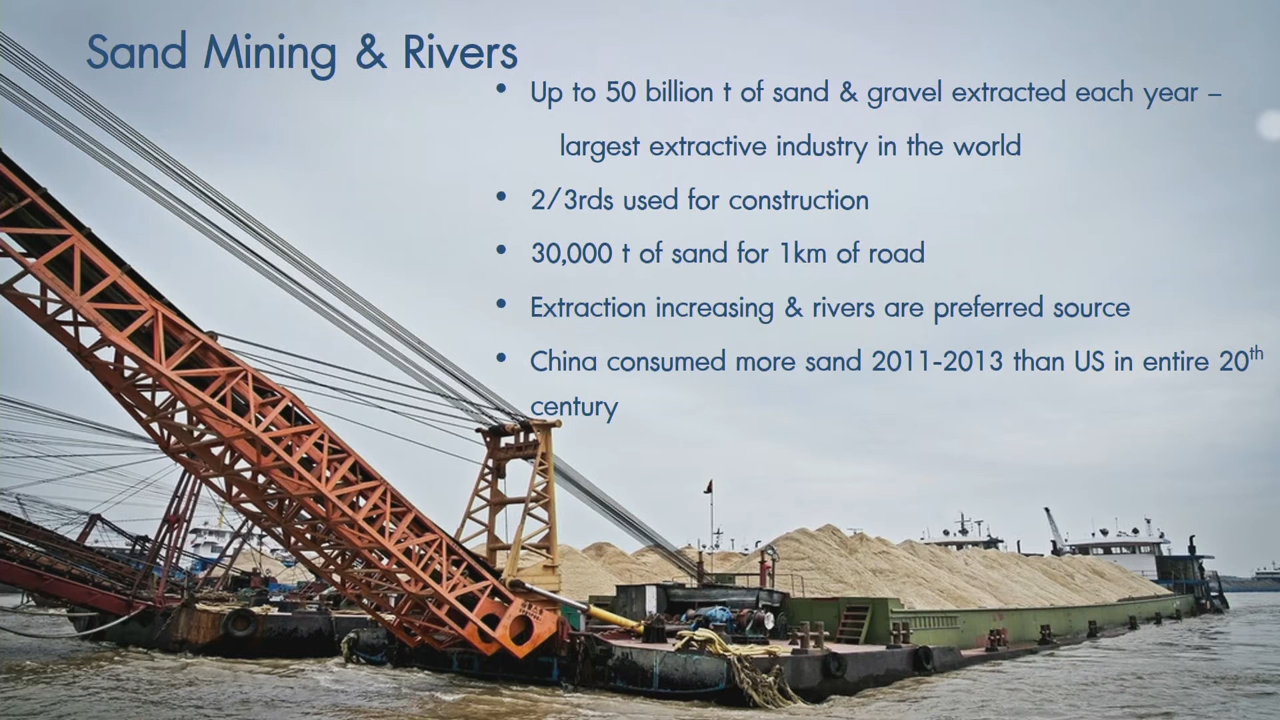 Sand Mining & Rivers
• Up to 50 billion t of sand & gravel extracted each year –
largest extractive industry in the world
• 2/3rds used for construction
• 30,000 t of sand for 1km of road
• Extraction increasing & rivers are preferred source
• China consumed more sand 2011-2013 than US in entire 20th
century